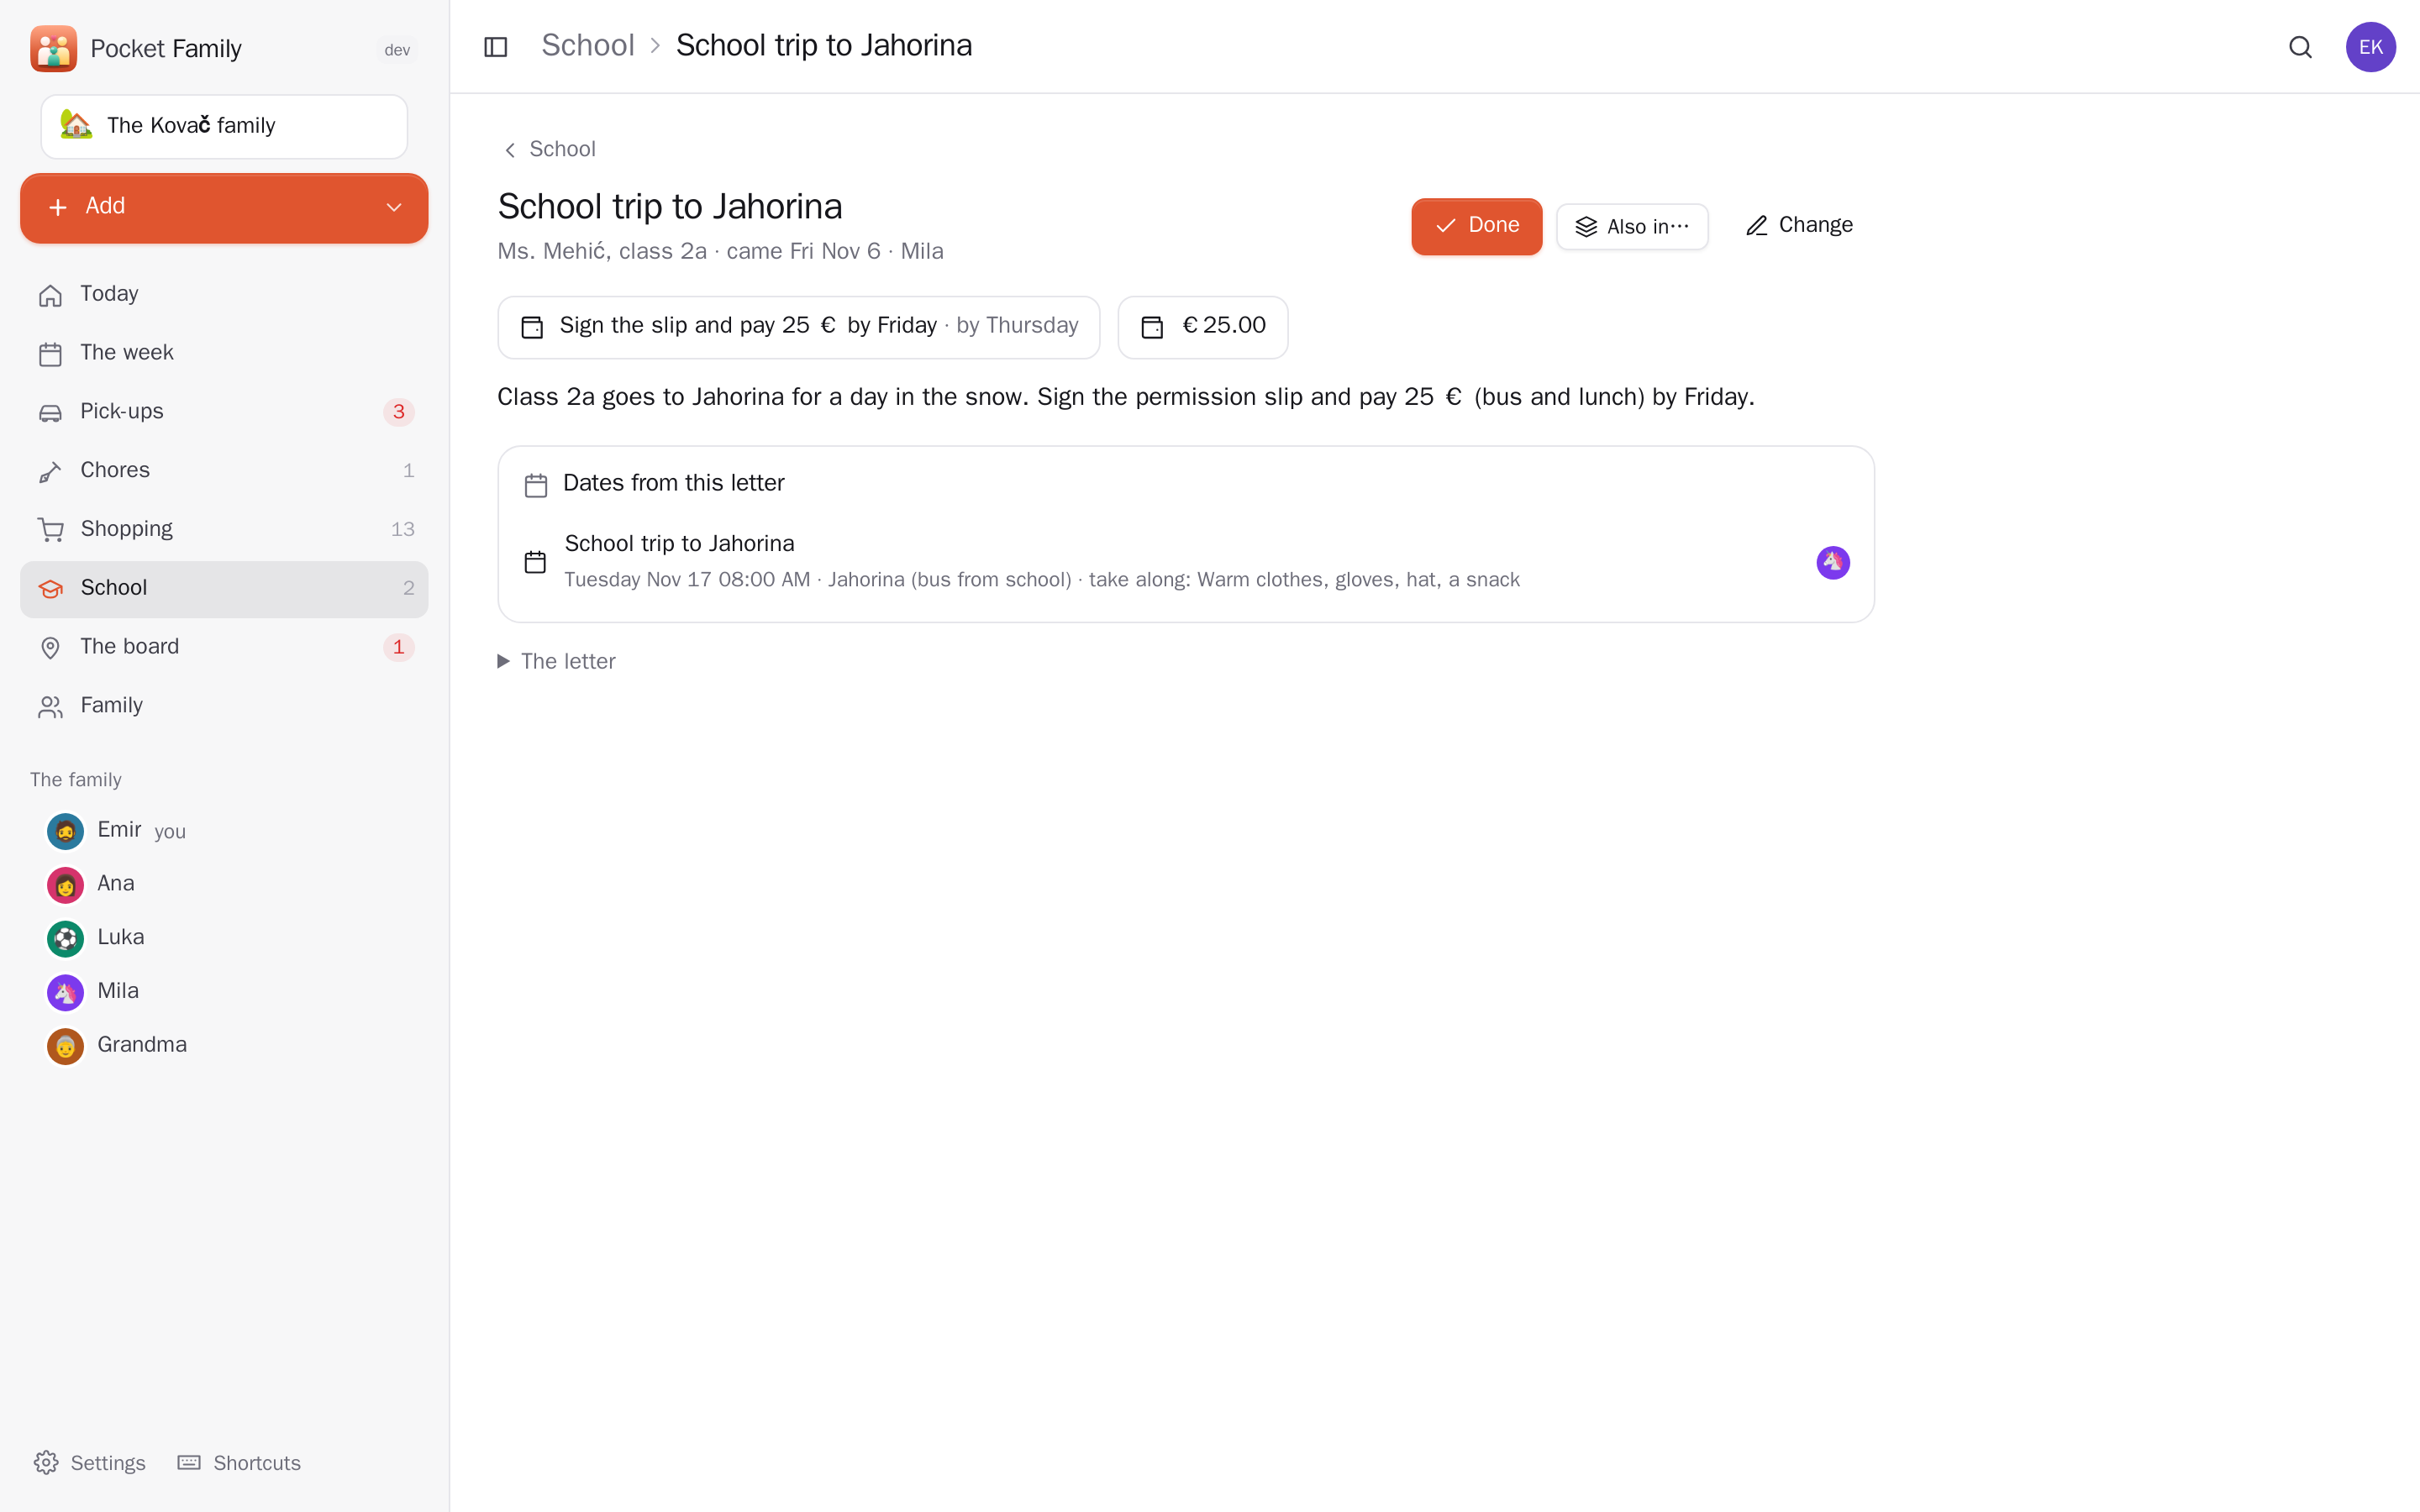 Pocket Family
dev
The Kovač family
Add
Today
The week
Pick-ups 3
Chores 1
Shopping 13
School 2
The board 1
Family
The family
Emir you
Ana
Luka
Mila
Grandma
Settings Shortcuts
School > School trip to Jahorina
EK
School
School trip to Jahorina
Ms. Mehić, class 2a · came Fri Nov 6 · Mila
Done
Also in···
Change
Sign the slip and pay 25 € by Friday · by Thursday
€ 25.00
Class 2a goes to Jahorina for a day in the snow. Sign the permission slip and pay 25 € (bus and lunch) by Friday.
Dates from this letter
School trip to Jahorina
Tuesday Nov 17 08:00 AM · Jahorina (bus from school) · take along: Warm clothes, gloves, hat, a snack
The letter